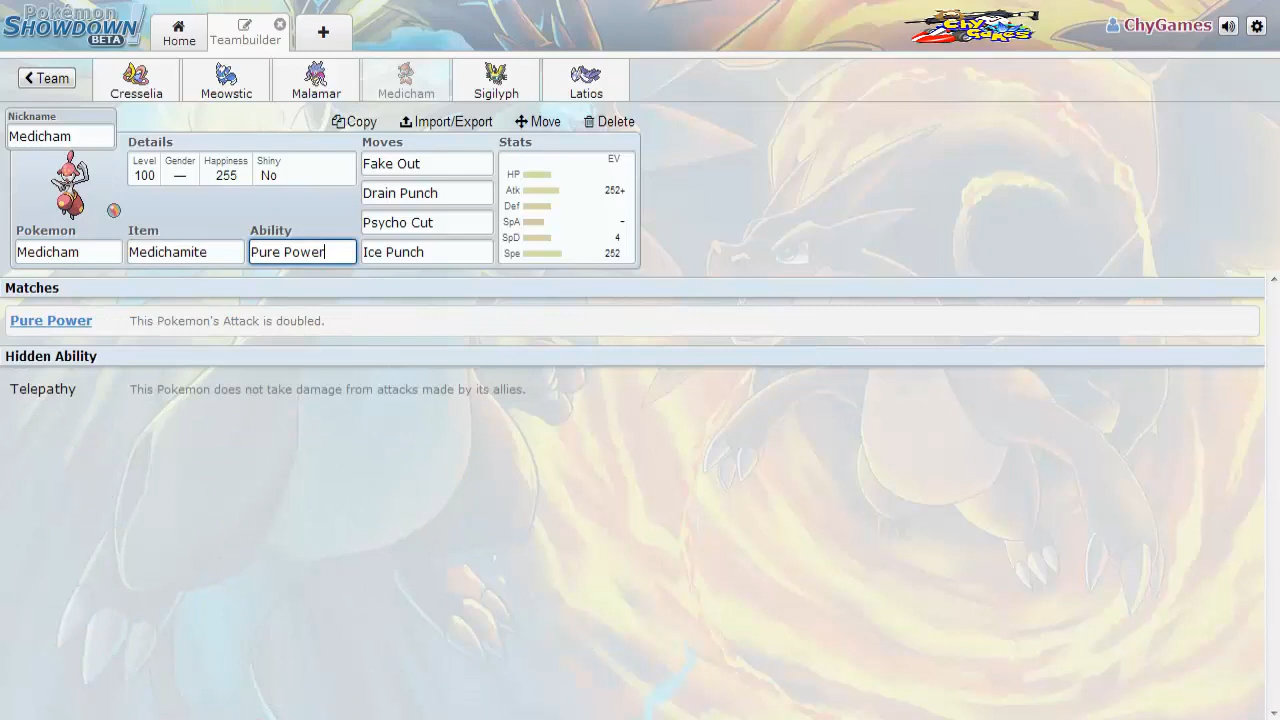 Pokémon
SHOWDOWN!
BETA
Home
Teambuilder
+
Chy
Games
ChyGames
Team
Cresselia
Meowstic
Malamar
Medicham
Sigilyph
Latios
Nickname
Medicham
Copy
Import/Export
Move
Delete
Details
Moves
Stats
Level
Gender
Happiness
Shiny
100
—
255
No
Fake Out
Drain Punch
Psycho Cut
Ice Punch
EV
HP
Atk 252+
Def
SpA -
SpD 4
Spe 252
Pokemon
Item
Ability
Medicham
Medichamite
Pure Power
Matches
Pure Power This Pokemon's Attack is doubled.
Hidden Ability
Telepathy This Pokemon does not take damage from attacks made by its allies.